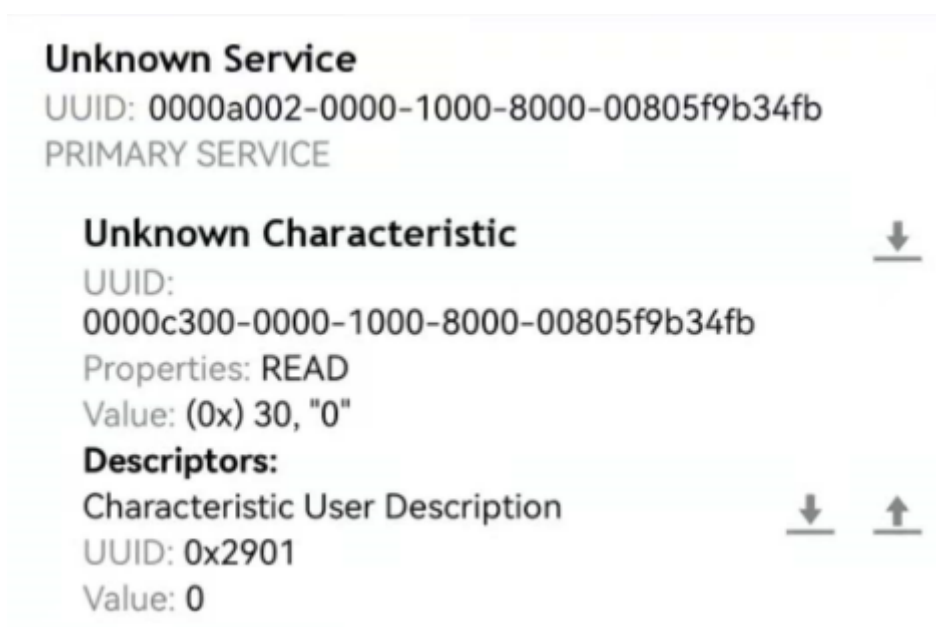 Unknown Service
UUID: 0000a002-0000-1000-8000-00805f9b34fb
PRIMARY SERVICE
Unknown Characteristic
UUID:
0000c300-0000-1000-8000-00805f9b34fb
Properties: READ
Value: (0x) 30, "0"
Descriptors:
Characteristic User Description
UUID: 0x2901
Value: 0